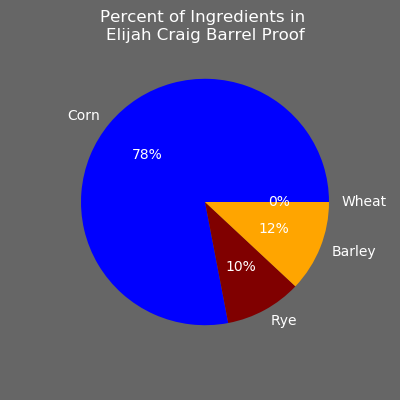 Percent of Ingredients in
Elijah Craig Barrel Proof
Corn
78%
0%
Wheat
12%
Barley
10%
Rye